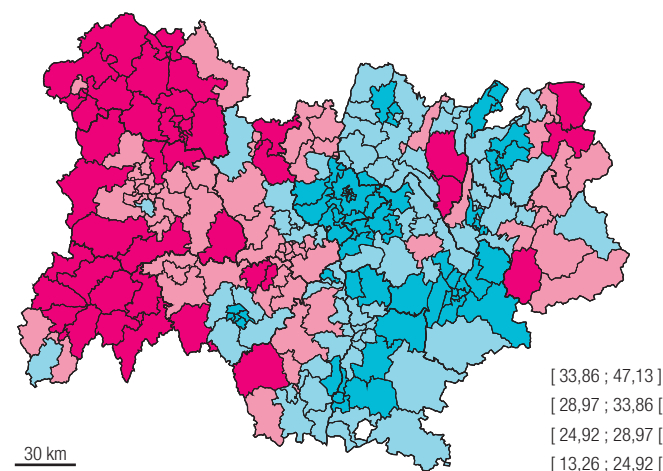 [ 33,86 ; 47,13 ]
[ 28,97 ; 33,86 [
[ 24,92 ; 28,97 [
[ 13,26 ; 24,92 [
30 km